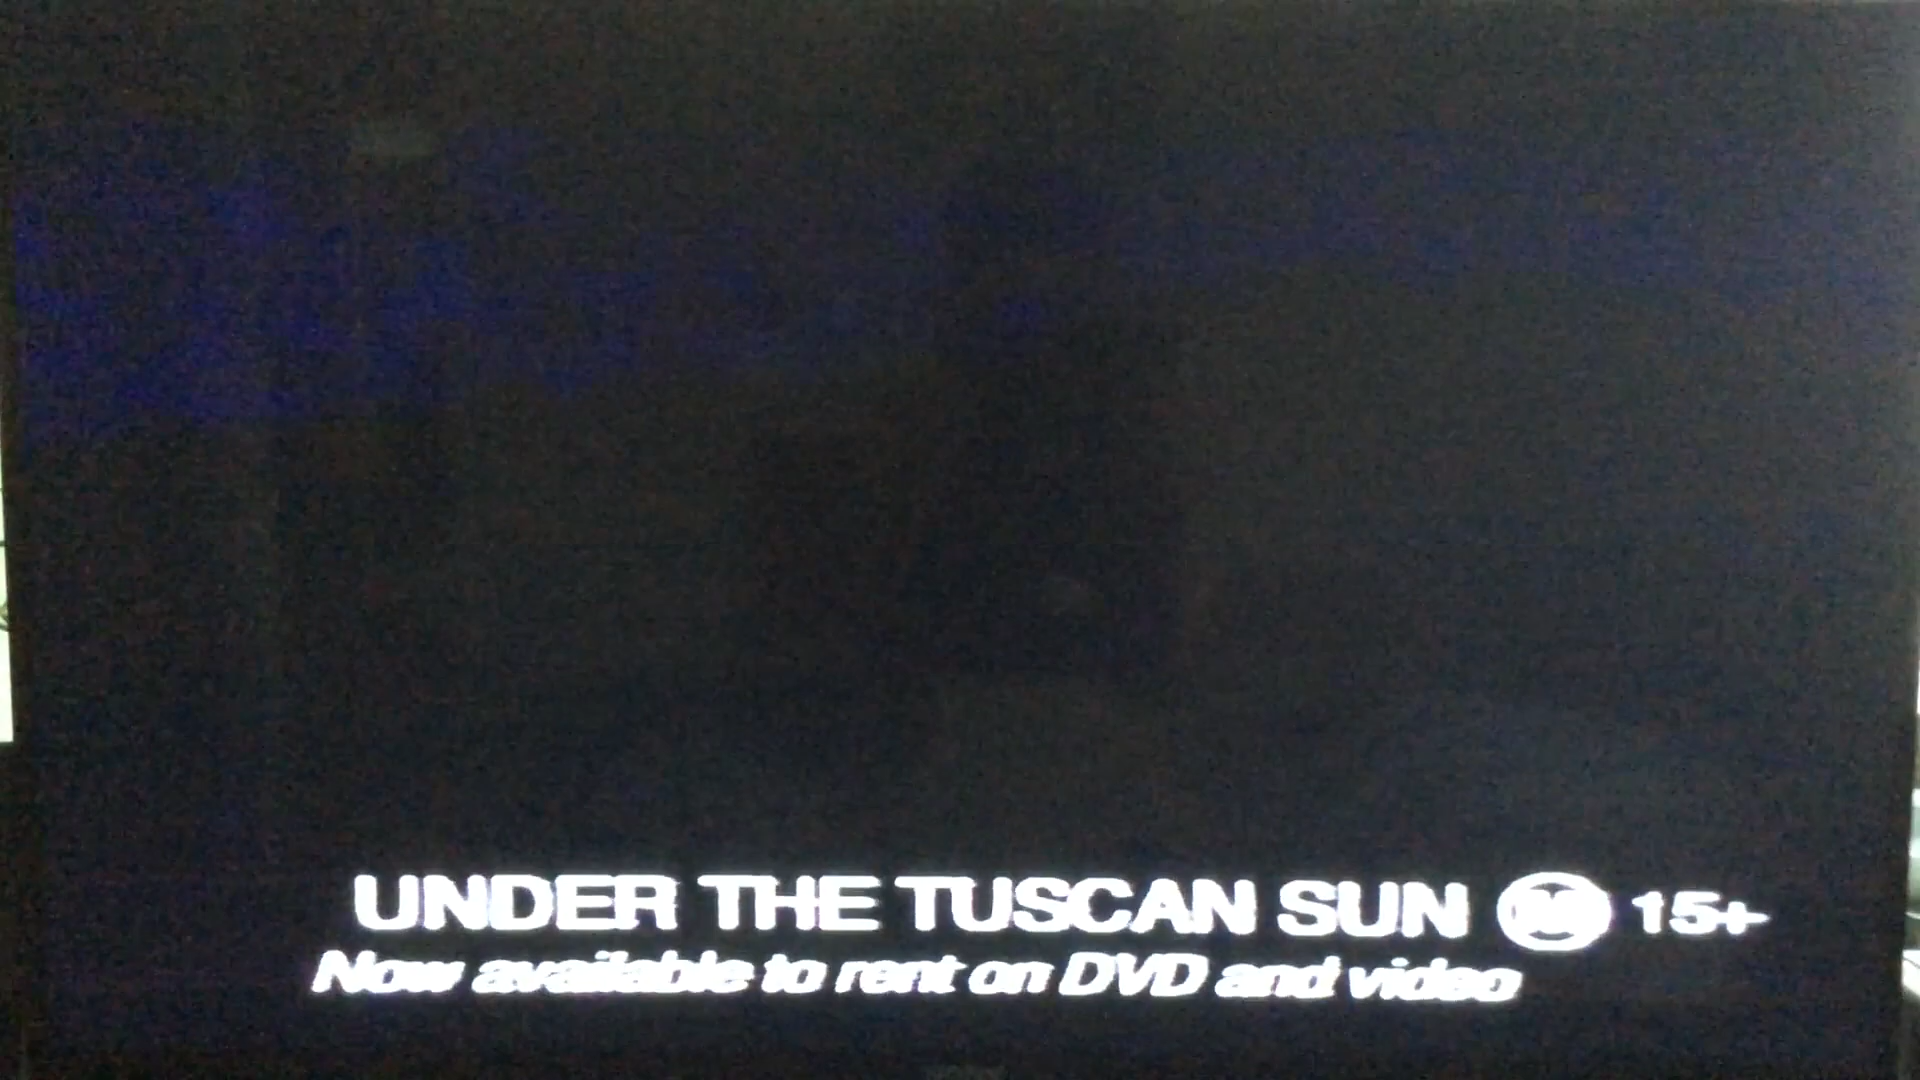 UNDER THE TUSCAN SUN M 15+
Now available to rent on DVD and video